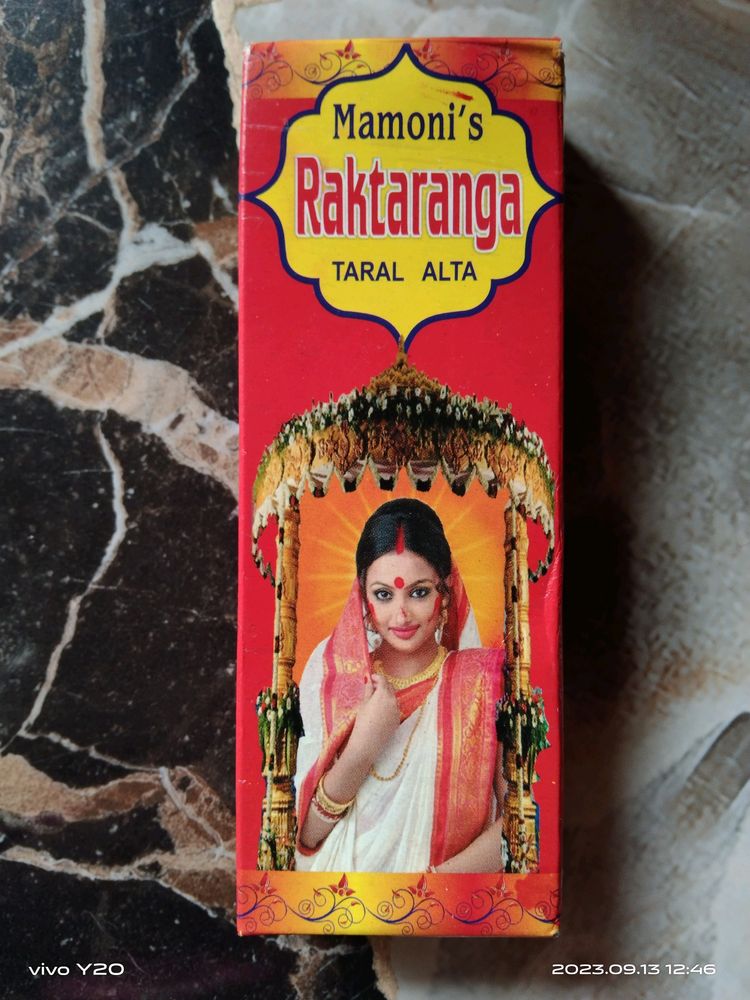 Mamoni's
Raktaranga
TARAL ALTA
vivo Y20
2023.09.13 12:46